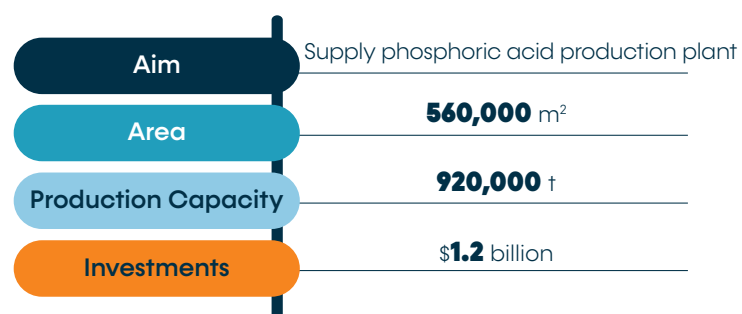 Aim
Supply phosphoric acid production plant
Area
560,000 m²
Production Capacity
920,000 t
Investments
$1.2 billion